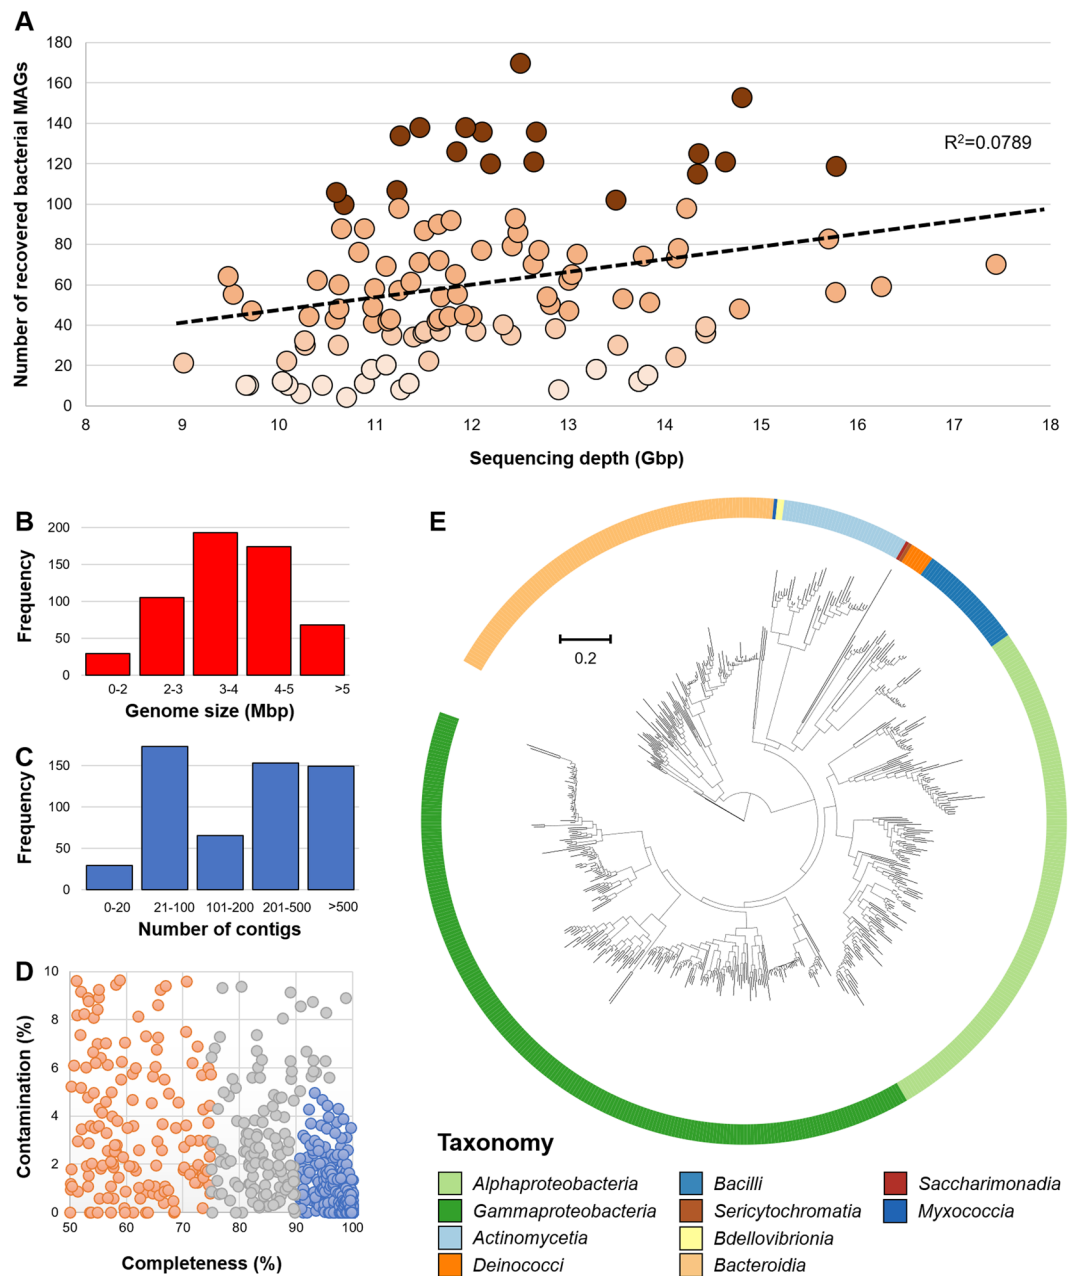 A
Number of recovered bacterial MAGs
180
160
140
120
100
80
60
40
20
0
R²=0.0789
8 9 10 11 12 13 14 15 16 17 18
Sequencing depth (Gbp)
B
Frequency
200
150
100
50
0
0-2 2-3 3-4 4-5 >5
Genome size (Mbp)
C
Frequency
150
100
50
0
0-20 21-100 101-200 201-500 >500
Number of contigs
D
Contamination (%)
10
8
6
4
2
0
50 60 70 80 90 100
Completeness (%)
E
0.2
Taxonomy
Alphaproteobacteria
Gammaproteobacteria
Actinomycetia
Deinococci
Bacilli
Sericytochromatia
Bdellovibrionia
Bacteroidia
Saccharimonadia
Myxococcia